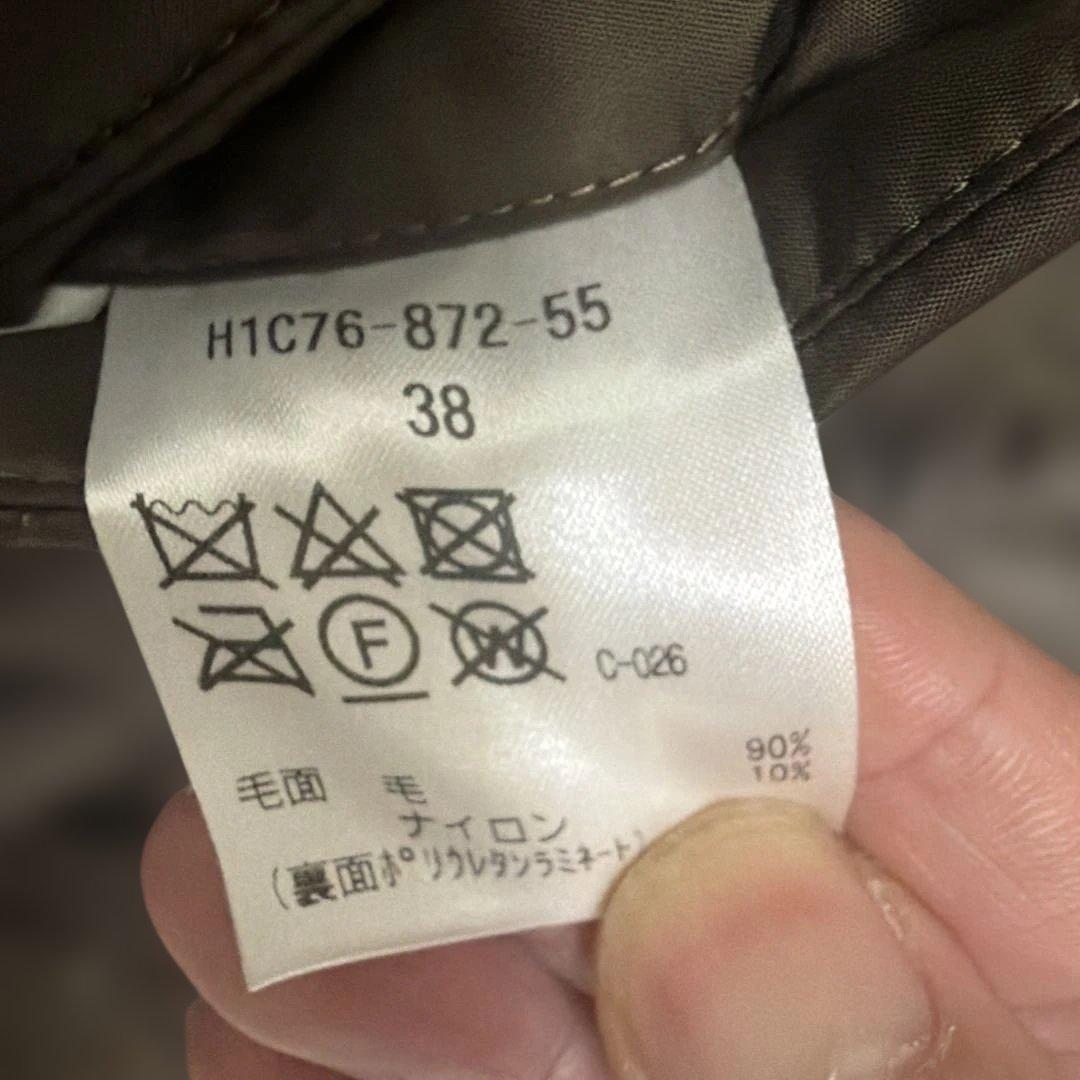 H1C76-872-55
38
F
W
C-026
毛面 毛 90%
ナイロン 10%
(裏面ポリウレタンラミネート)